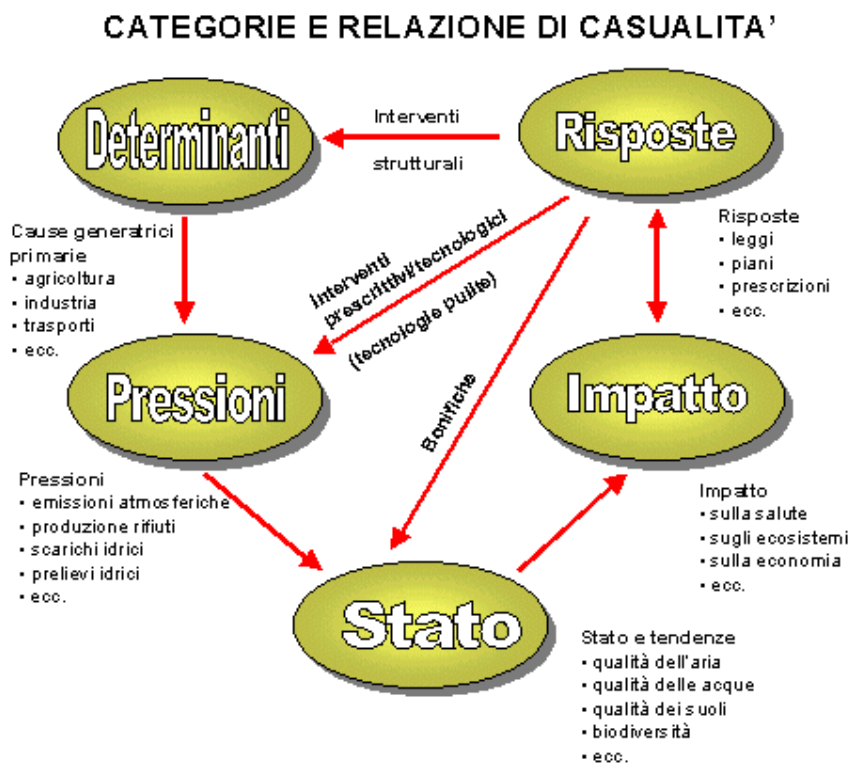 CATEGORIE E RELAZIONE DI CASUALITA'
Determinanti
Interventi
strutturali
Risposte
Cause generatrici
primarie
• agricoltura
• industria
• trasporti
• ecc.
Interventi
prescrittivi/tecnologici
(tecnologie pulite)
Risposte
• leggi
• piani
• prescrizioni
• ecc.
Pressioni
Bonifiche
Impatto
Pressioni
• emissioni atmosferiche
• produzione rifiuti
• scarichi idrici
• prelievi idrici
• ecc.
Impatto
• sulla salute
• sugli ecosistemi
• sulla economia
• ecc.
Stato
Stato e tendenze
• qualità dell'aria
• qualità delle acque
• qualità dei suoli
• biodiversità
• ecc.